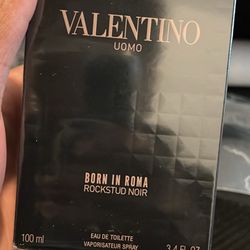 VALENTINO
UOMO
BORN IN ROMA
ROCKSTUD NOIR
EAU DE TOILETTE
VAPORISATEUR SPRAY
100 ml
3.4 FL OZ